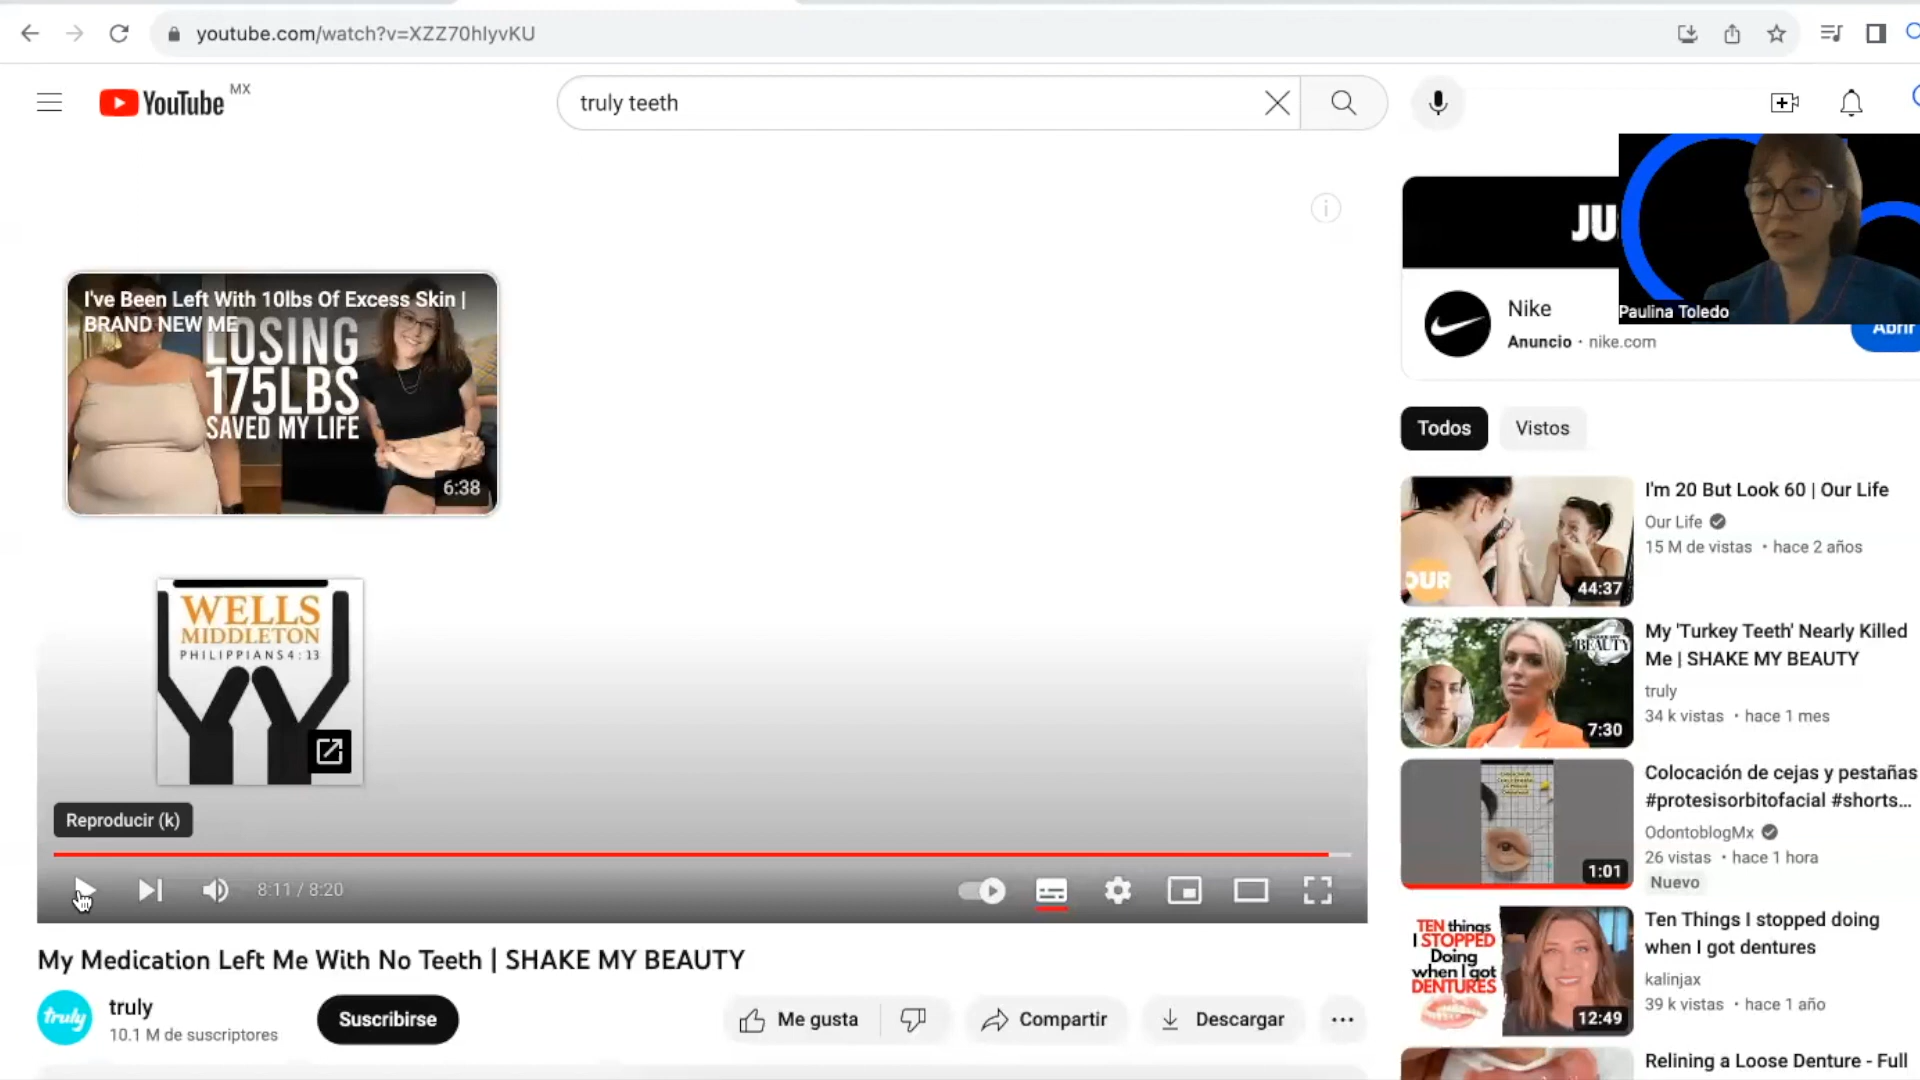 youtube.com/watch?v=XZZ70hIyvKU
YouTube MX
truly teeth
I've Been Left With 10lbs Of Excess Skin |
BRAND NEW ME
LOSING
175LBS
SAVED MY LIFE
6:38
WELLS
MIDDLETON
PHILIPPIANS 4:13
Reproducir (k)
8:11 / 8:20
My Medication Left Me With No Teeth | SHAKE MY BEAUTY
truly
truly
10.1 M de suscriptores
Suscribirse
Me gusta
Compartir
Descargar
JU
Paulina Toledo
Nike
Anuncio · nike.com
Abrir
Todos
Vistos
OUR
44:37
I'm 20 But Look 60 | Our Life
Our Life
15 M de vistas · hace 2 años
BEAUTY
7:30
My 'Turkey Teeth' Nearly Killed
Me | SHAKE MY BEAUTY
truly
34 k vistas · hace 1 mes
1:01
Colocación de cejas y pestañas
#protesisorbitofacial #shorts...
OdontoblogMx
26 vistas · hace 1 hora
Nuevo
TEN things
I STOPPED
Doing
when I got
DENTURES
12:49
Ten Things I stopped doing
when I got dentures
kalinjax
39 k vistas · hace 1 año
Relining a Loose Denture - Full